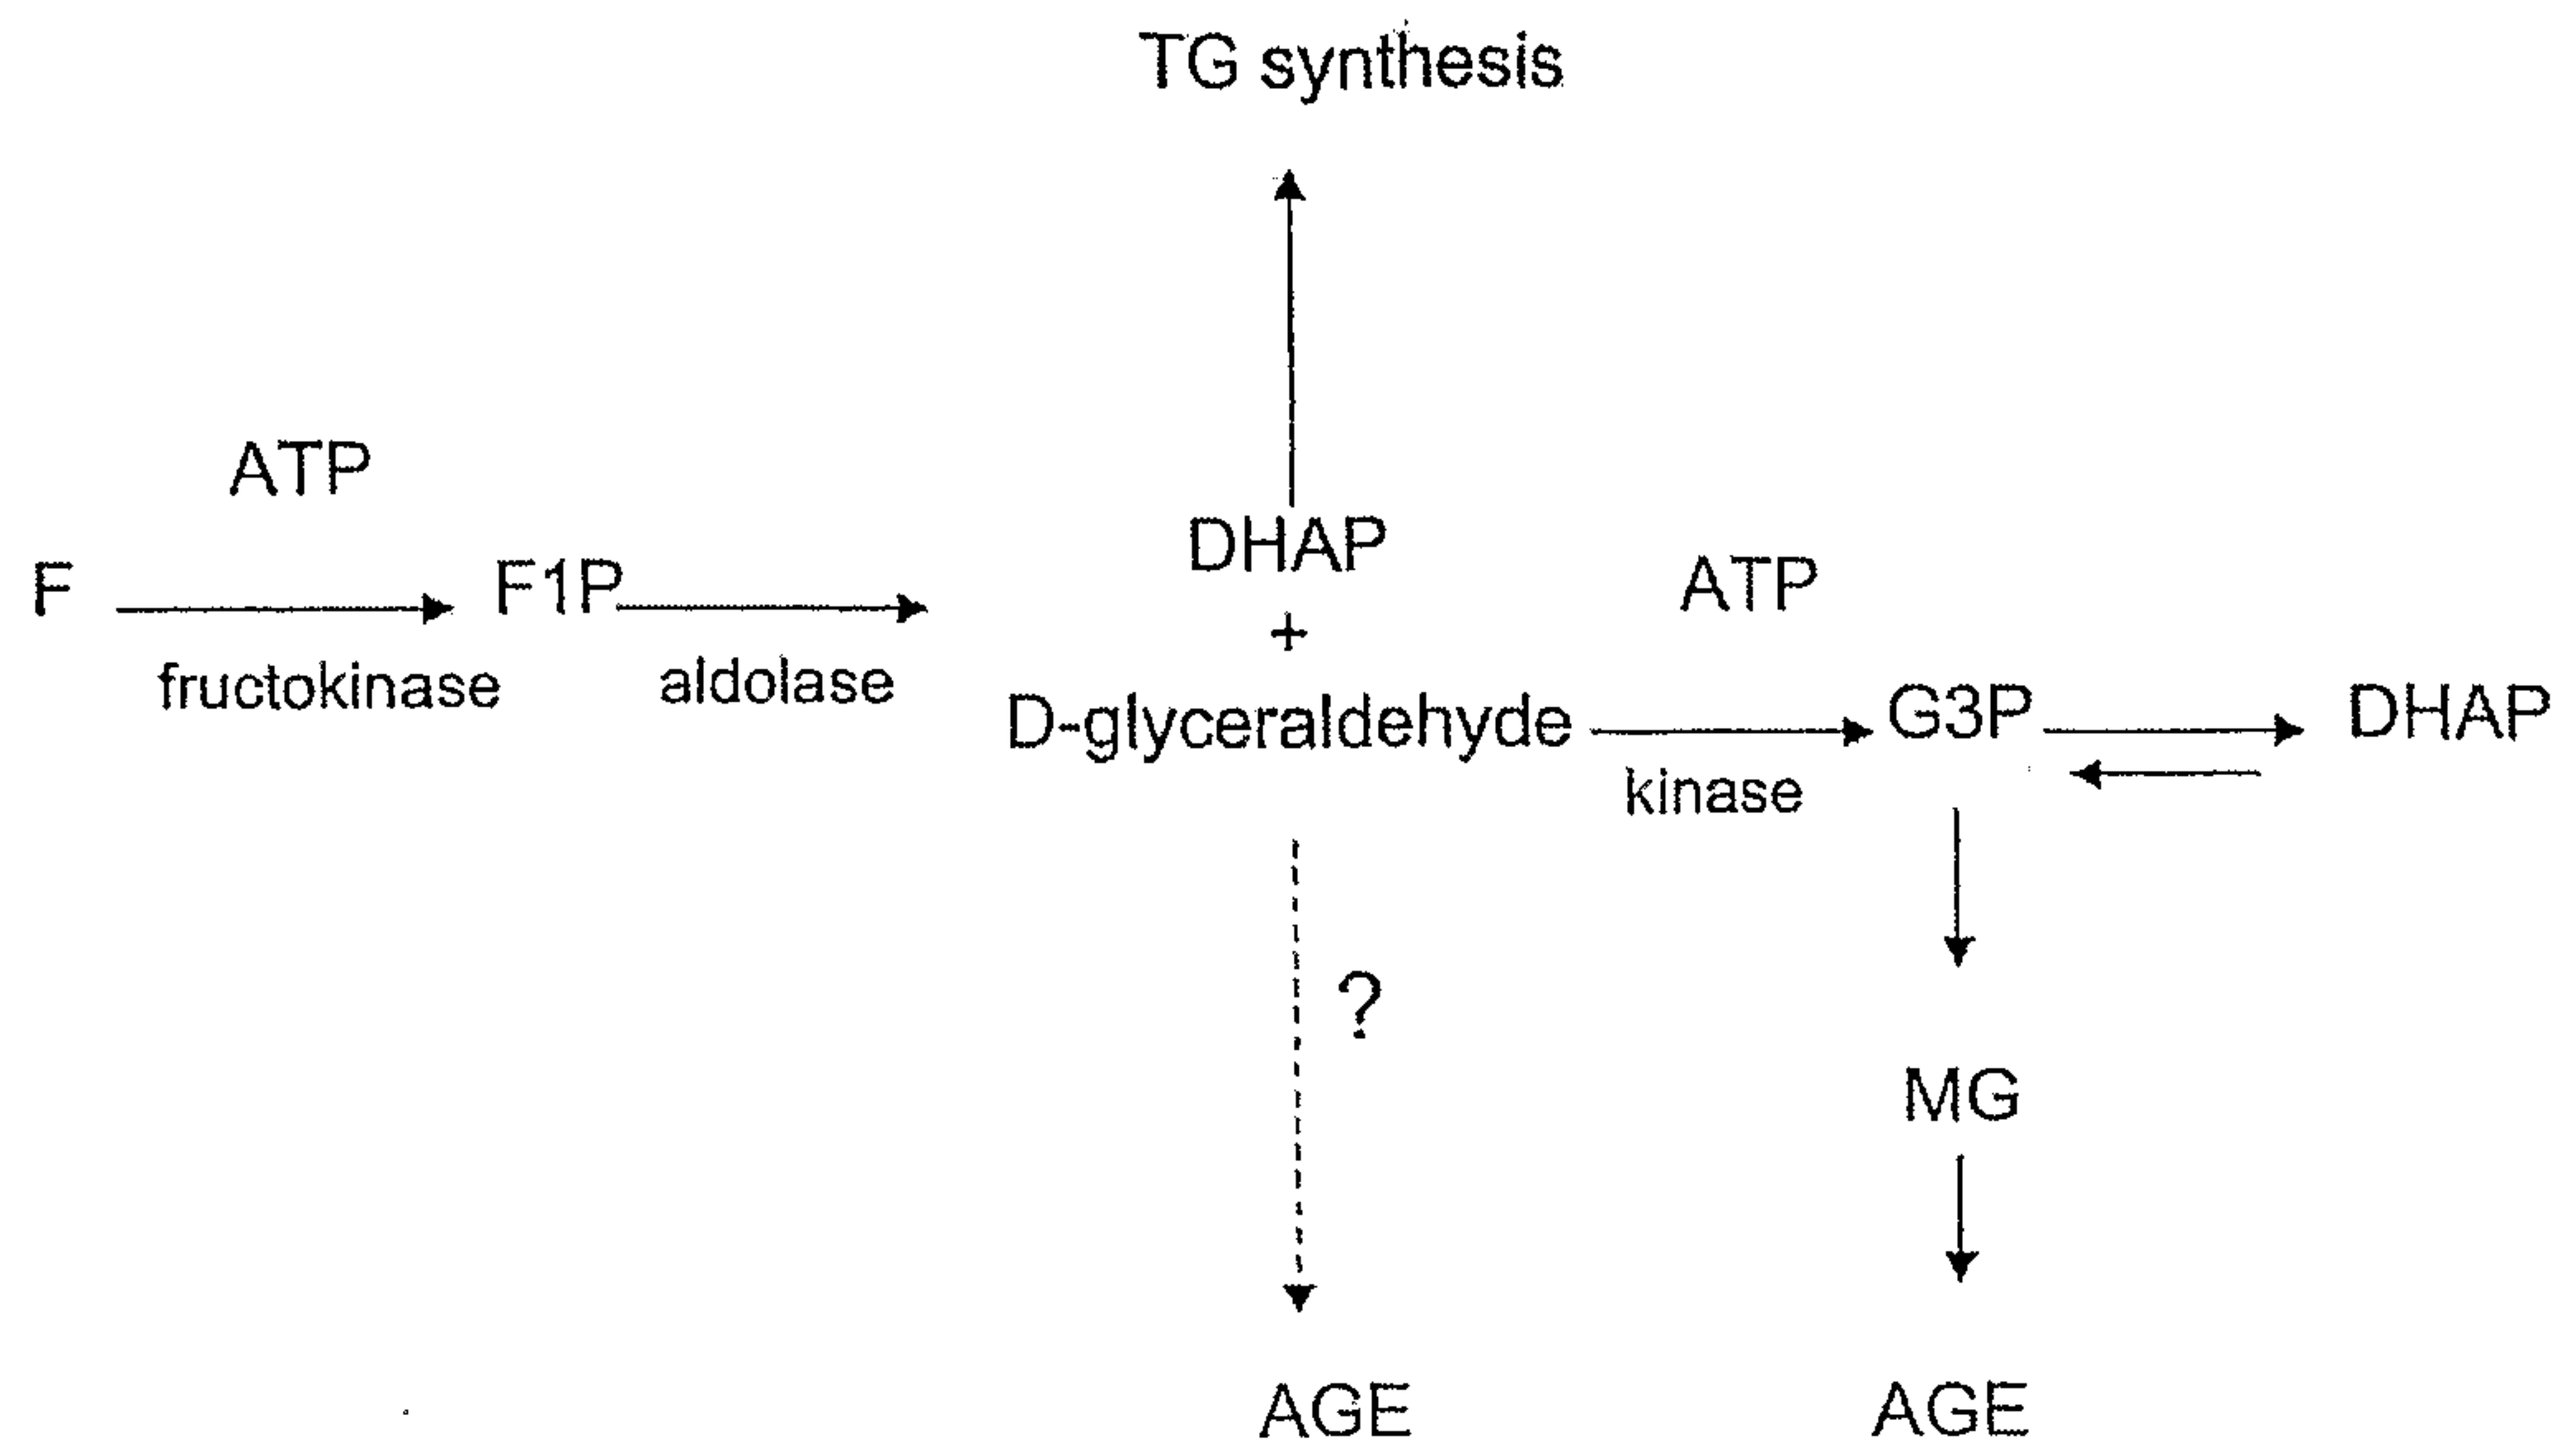 TG synthesis
ATP
DHAP
ATP
F
F1P
+
fructokinase
aldolase
D-glyceraldehyde
G3P
DHAP
kinase
?
MG
AGE
AGE